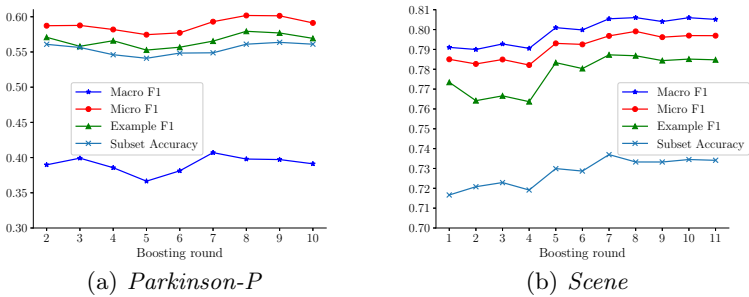 0.60
0.55
0.50
0.45
0.40
0.35
0.30
Macro F1
Micro F1
Example F1
Subset Accuracy
2 3 4 5 6 7 8 9 10
Boosting round
(a) Parkinson-P
0.81
0.80
0.79
0.78
0.77
0.76
0.75
0.74
0.73
0.72
0.71
0.70
Macro F1
Micro F1
Example F1
Subset Accuracy
1 2 3 4 5 6 7 8 9 10 11
Boosting round
(b) Scene